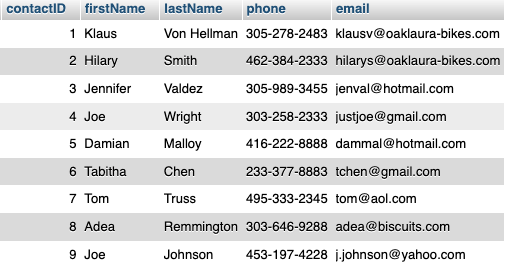 contactID firstName lastName phone email
1 Klaus Von Hellman 305-278-2483 klausv@oaklaura-bikes.com
2 Hilary Smith 462-384-2333 hilarys@oaklaura-bikes.com
3 Jennifer Valdez 305-989-3455 jenval@hotmail.com
4 Joe Wright 303-258-2333 justjoe@gmail.com
5 Damian Malloy 416-222-8888 dammal@hotmail.com
6 Tabitha Chen 233-377-8883 tchen@gmail.com
7 Tom Truss 495-333-2345 tom@aol.com
8 Adea Remmington 303-646-9288 adea@biscuits.com
9 Joe Johnson 453-197-4228 j.johnson@yahoo.com